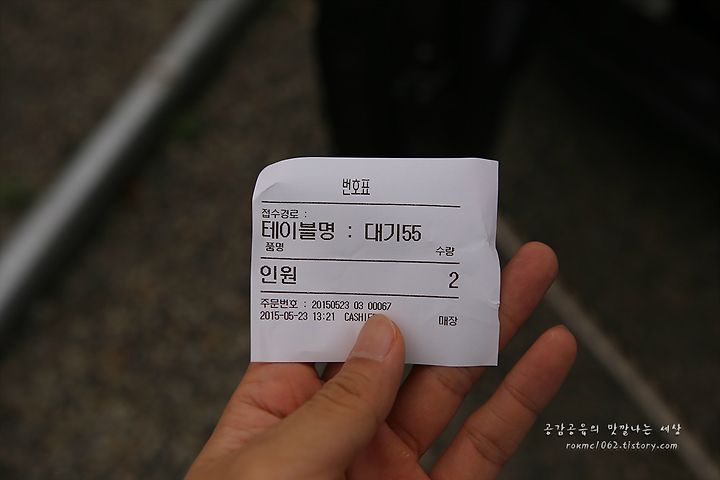 번호표
접수경로 :
테이블명 : 대기55
품명 수량
인원 2
주문번호 : 20150523 03 00067
2015-05-23 13:21 매장
공감공유의 맛깔나는 세상
roxmc1062.tistory.com